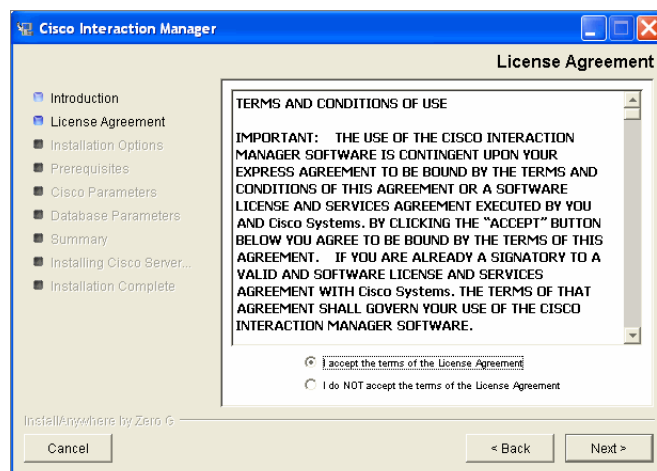 Cisco Interaction Manager
License Agreement
Introduction
License Agreement
Installation Options
Prerequisites
Cisco Parameters
Database Parameters
Summary
Installing Cisco Server...
Installation Complete
TERMS AND CONDITIONS OF USE
IMPORTANT: THE USE OF THE CISCO INTERACTION
MANAGER SOFTWARE IS CONTINGENT UPON YOUR
EXPRESS AGREEMENT TO BE BOUND BY THE TERMS AND
CONDITIONS OF THIS AGREEMENT OR A SOFTWARE
LICENSE AND SERVICES AGREEMENT EXECUTED BY YOU
AND Cisco Systems. BY CLICKING THE “ACCEPT” BUTTON
BELOW YOU AGREE TO BE BOUND BY THE TERMS OF THIS
AGREEMENT. IF YOU ARE ALREADY A SIGNATORY TO A
VALID AND SOFTWARE LICENSE AND SERVICES
AGREEMENT WITH Cisco Systems. THE TERMS OF THAT
AGREEMENT SHALL GOVERN YOUR USE OF THE CISCO
INTERACTION MANAGER SOFTWARE.
I accept the terms of the License Agreement
I do NOT accept the terms of the License Agreement
InstallAnywhere by Zero G
Cancel
< Back
Next >